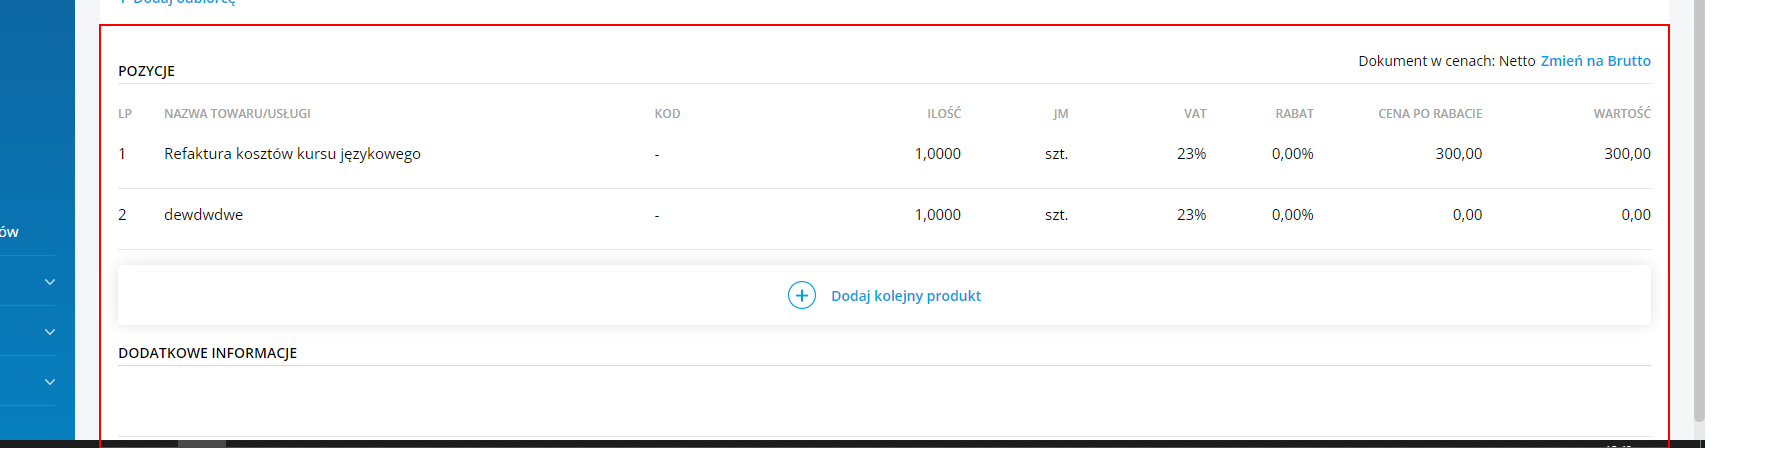 + Dodaj odbiorcę
Dokument w cenach: Netto Zmień na Brutto
POZYCJE
LP NAZWA TOWARU/USŁUGI KOD ILOŚĆ JM VAT RABAT CENA PO RABACIE WARTOŚĆ
1 Refaktura kosztów kursu językowego - 1,0000 szt. 23% 0,00% 300,00 300,00
2 dewdwdwe - 1,0000 szt. 23% 0,00% 0,00 0,00
ów
Dodaj kolejny produkt
DODATKOWE INFORMACJE